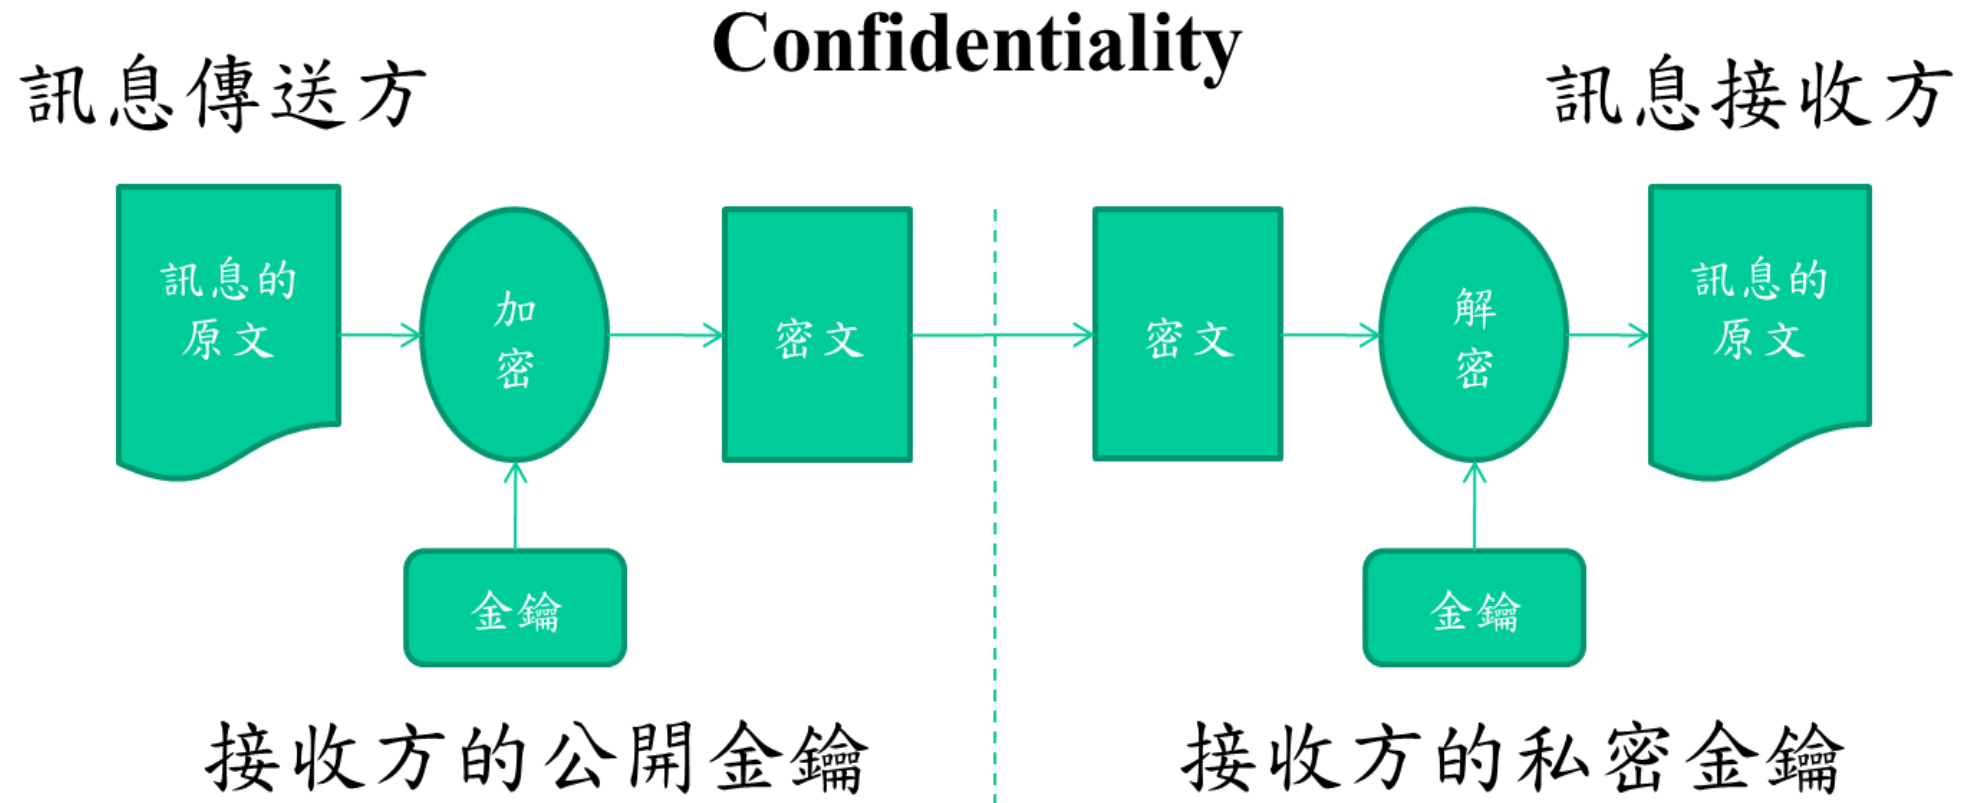 Confidentiality
訊息傳送方
訊息接收方
訊息的
原文
加
密
密文
密文
解
密
訊息的
原文
金鑰
金鑰
接收方的公開金鑰
接收方的私密金鑰